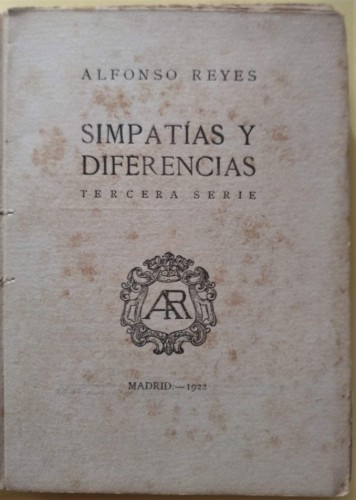 ALFONSO REYES
SIMPATÍAS Y
DIFERENCIAS
TERCERA SERIE
AR
MADRID.—1922